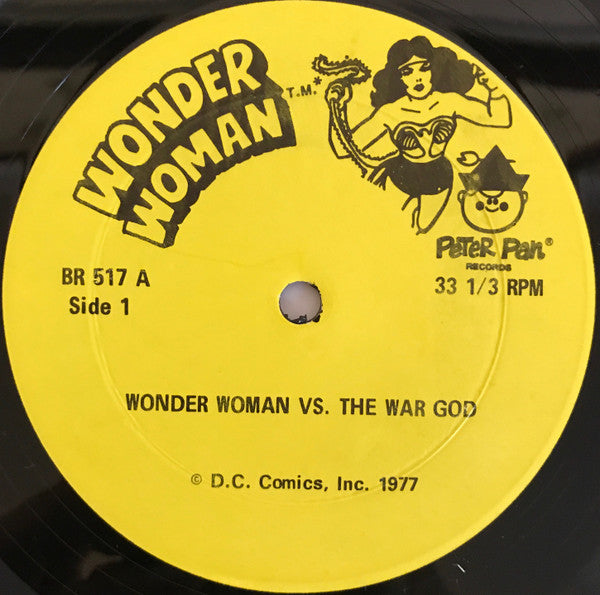 WONDER
WOMAN
T.M.*
Peter Pan®
RECORDS
BR 517 A
33 1/3 RPM
Side 1
WONDER WOMAN VS. THE WAR GOD
© D.C. Comics, Inc. 1977